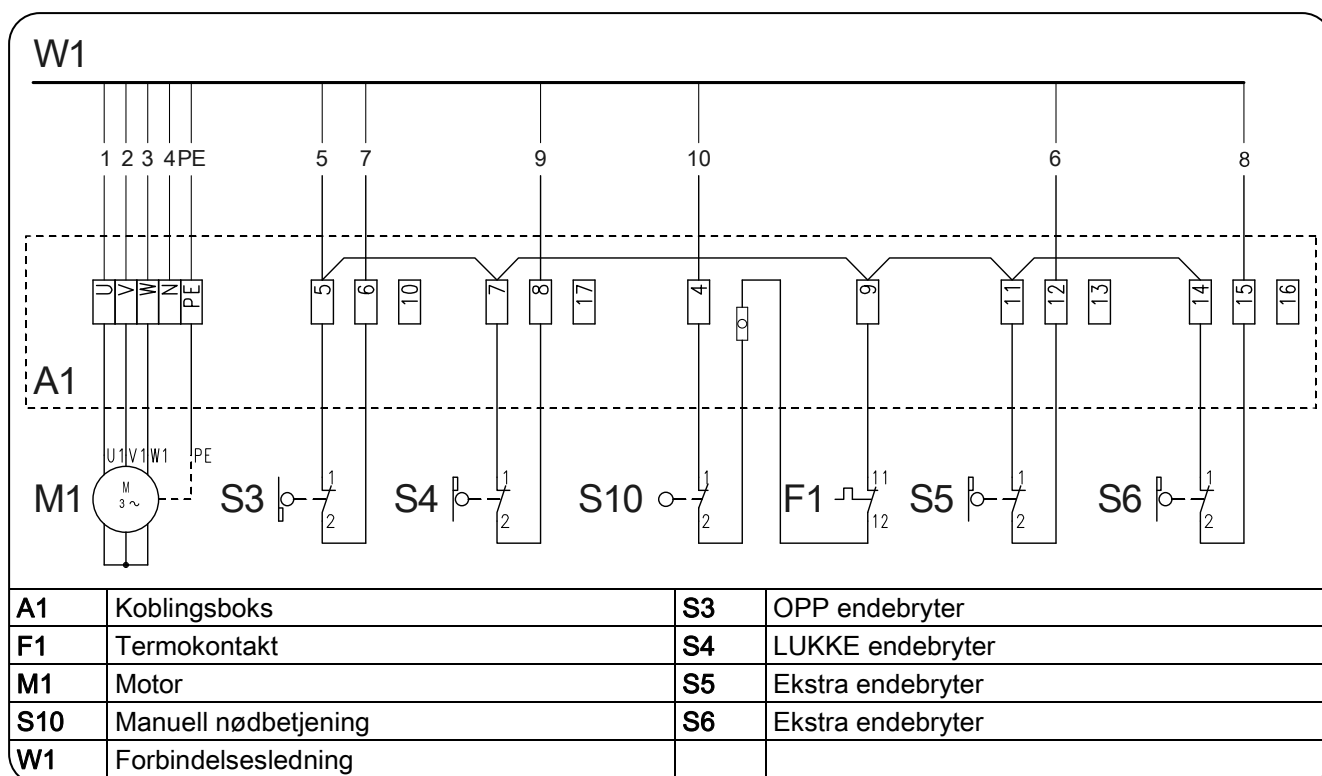 W1
1 2 3 4 PE 5 7 9 10 6 8
U V W N PE 5 6 10 7 8 17 4 9 11 12 13 14 15 16
A1
U1 V1 W1 PE
M1 M 3 ~ S3 1 2 S4 1 2 S10 1 2 F1 11 12 S5 1 2 S6 1 2
A1 Koblingsboks S3 OPP endebryter
F1 Termokontakt S4 LUKKE endebryter
M1 Motor S5 Ekstra endebryter
S10 Manuell nødbetjening S6 Ekstra endebryter
W1 Forbindelsesledning